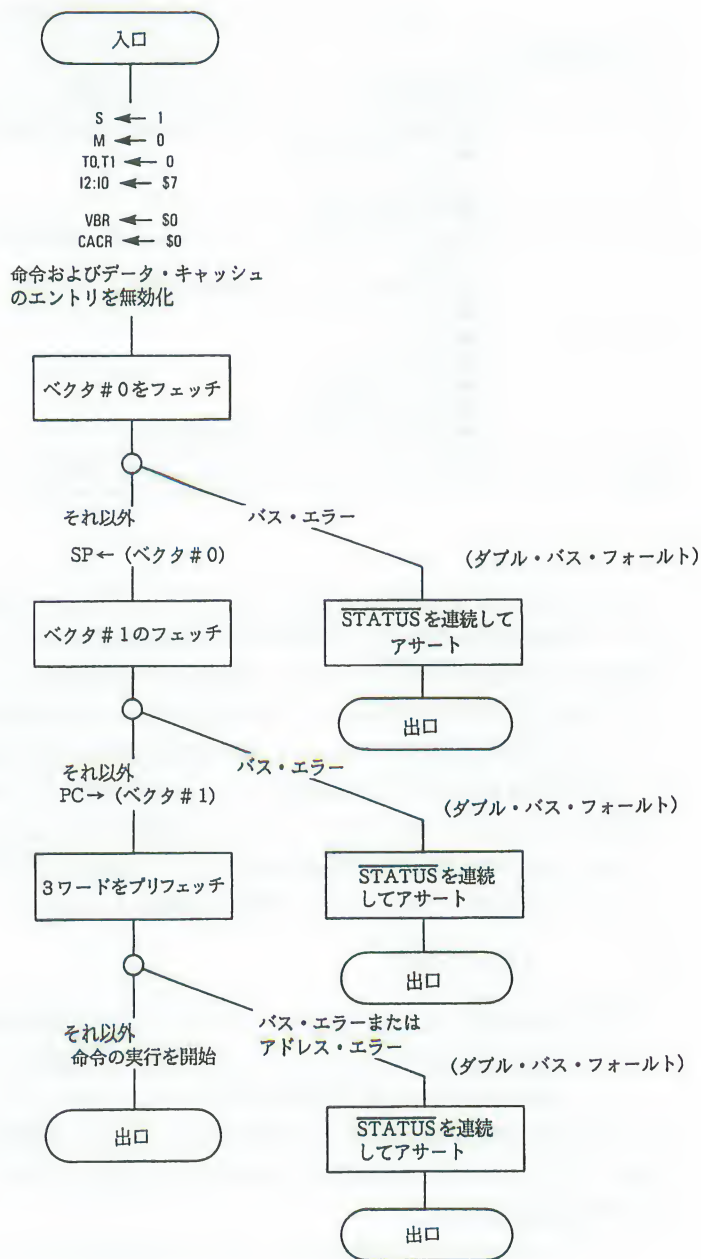 入口
S ← 1
M ← 0
T0,T1 ← 0
I2:I0 ← $7
VBR ← $0
CACR ← $0
命令およびデータ・キャッシュ
のエントリを無効化
ベクタ#0をフェッチ
それ以外
バス・エラー
SP←(ベクタ#0)
(ダブル・バス・フォールト)
ベクタ#1のフェッチ
STATUSを連続して
アサート
出口
それ以外
バス・エラー
PC→(ベクタ#1)
(ダブル・バス・フォールト)
3ワードをプリフェッチ
STATUSを連続
してアサート
出口
それ以外
命令の実行を開始
バス・エラーまたは
アドレス・エラー
(ダブル・バス・フォールト)
出口
STATUSを連続
してアサート
出口